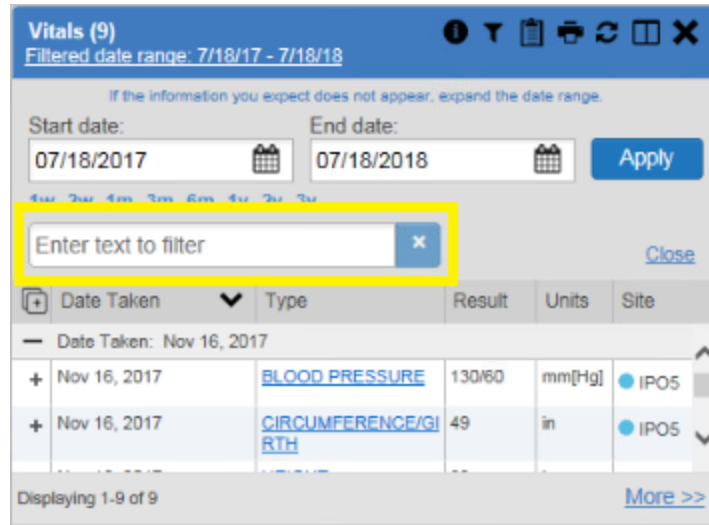 Vitals (9)
Filtered date range: 7/18/17 - 7/18/18
If the information you expect does not appear, expand the date range.
Start date:
End date:
07/18/2017
07/18/2018
Apply
1w 2w 1m 3m 6m 1y 2y 3y
Enter text to filter
Close
Date Taken Type Result Units Site
Date Taken: Nov 16, 2017
Nov 16, 2017 BLOOD PRESSURE 130/60 mm[Hg] IPO5
Nov 16, 2017 CIRCUMFERENCE/GI 49 in IPO5
RTH
Displaying 1-9 of 9
More >>